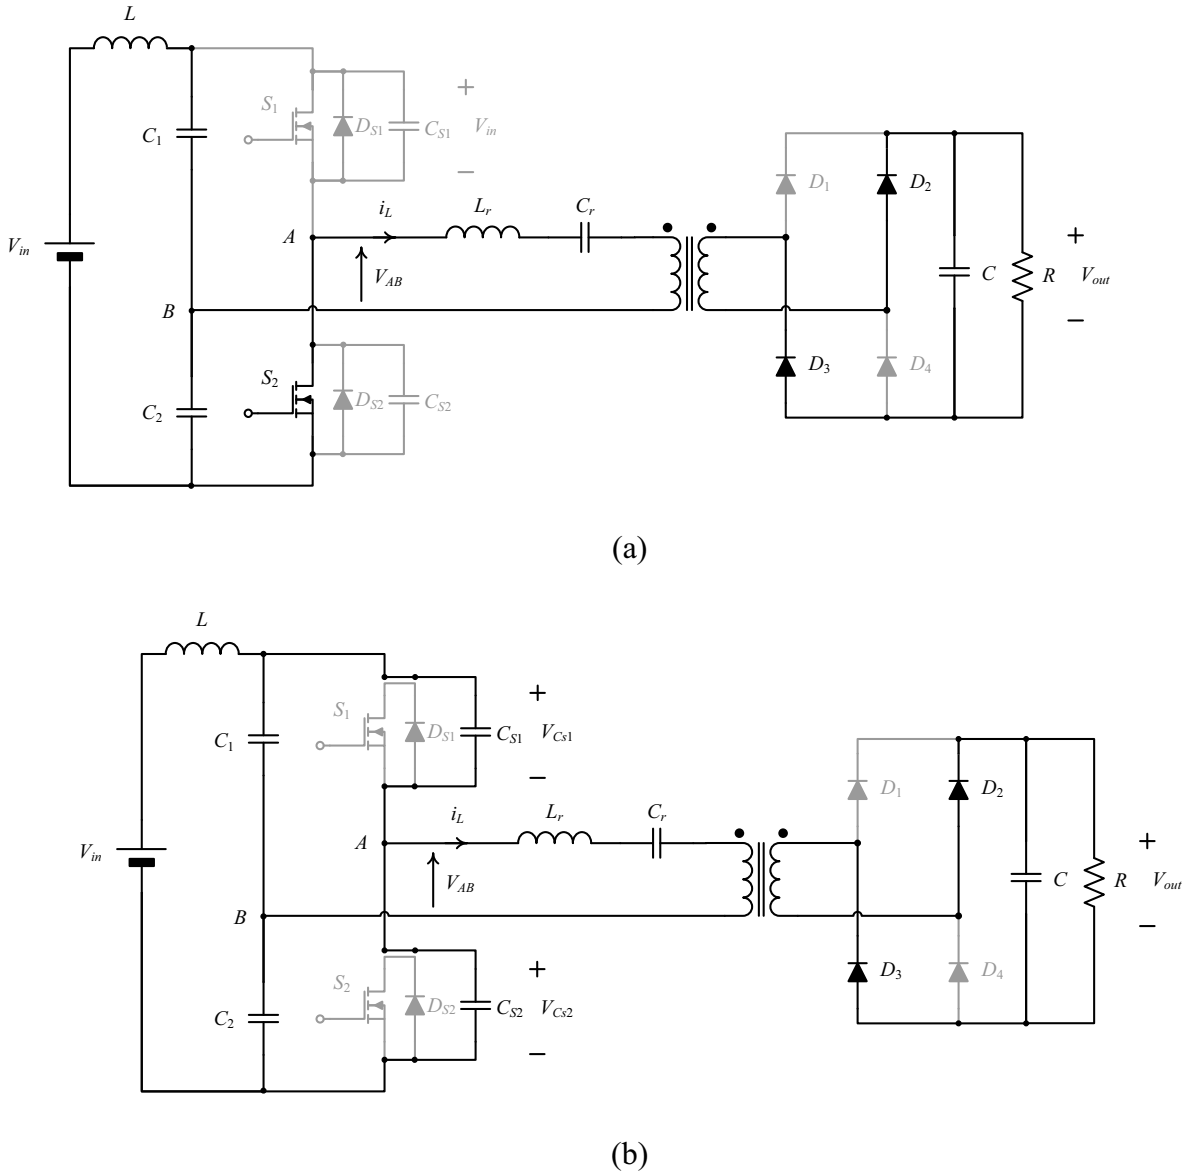 L
S1
DS1
CS1
+
Vin
−
C1
D1
D2
iL
Lr
Cr
A
Vin
VAB
B
+
C
R
Vout
−
S2
DS2
CS2
C2
D3
D4
(a)
L
S1
DS1
CS1
+
VCs1
−
C1
D1
D2
iL
Lr
Cr
A
Vin
VAB
B
+
C
R
Vout
−
S2
DS2
CS2
+
VCs2
−
C2
D3
D4
(b)